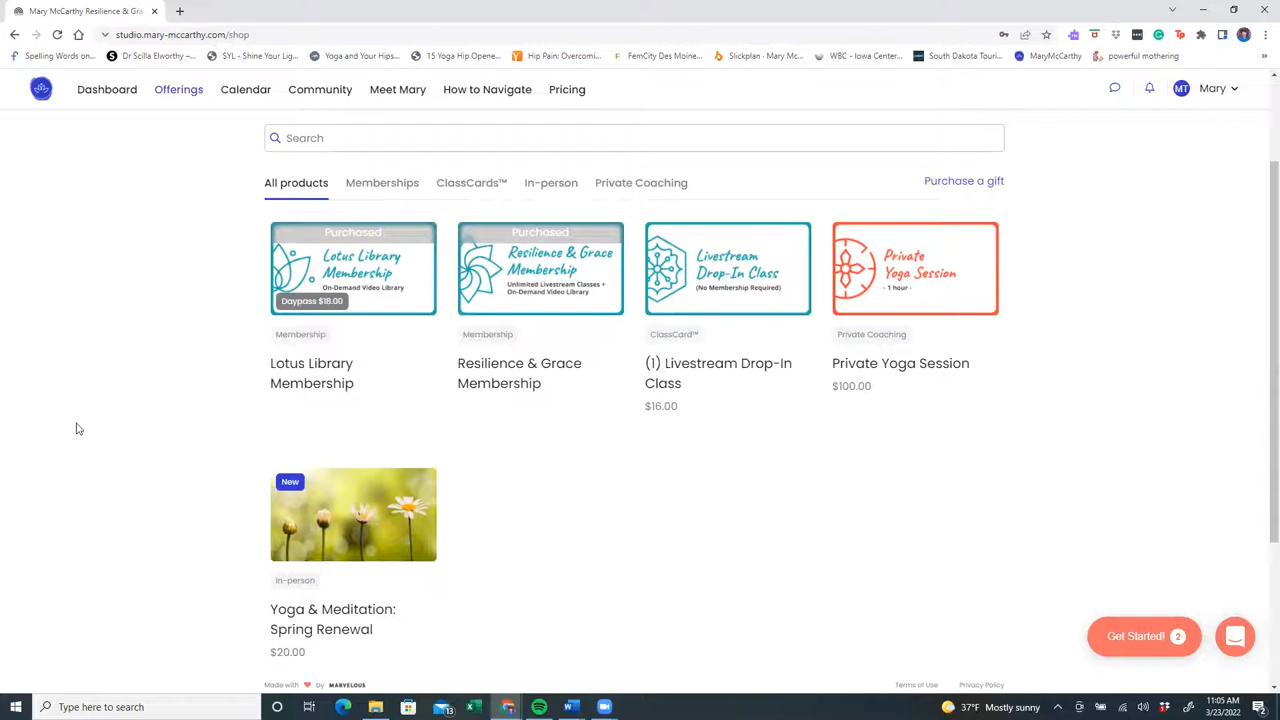 Mary McCarthy Resilience & Grac
studio.mary-mccarthy.com/shop
Spelling Words on...
Dr Scilla Elworthy –...
SYL - Shine Your Lig...
Yoga and Your Hips...
15 Yoga Hip Opene...
Hip Pain: Overcomi...
FemCity Des Moine...
Slickplan - Mary Mc...
WBC - Iowa Center...
South Dakota Touri...
MaryMcCarthy
powerful mothering
»
Dashboard
Offerings
Calendar
Community
Meet Mary
How to Navigate
Pricing
MT
Mary
Search
All products
Memberships
ClassCards™
In-person
Private Coaching
Purchase a gift
Purchased
Lotus Library
Membership
On-Demand Video Library
Daypass $18.00
Purchased
Resilience & Grace
Membership
Unlimited Livestream Classes +
On-Demand Video Library
Livestream
Drop-In Class
(No Membership Required)
Private
Yoga Session
- 1 hour -
Membership
Membership
ClassCard™
Private Coaching
Lotus Library
Membership
Resilience & Grace
Membership
(1) Livestream Drop-In
Class
$16.00
Private Yoga Session
$100.00
New
In-person
Yoga & Meditation:
Spring Renewal
$20.00
Get Started! 2
Made with ❤ by MARVELOUS
Terms of Use
Privacy Policy
Type here to search
13
37°F Mostly sunny
11:05 AM
3/23/2022